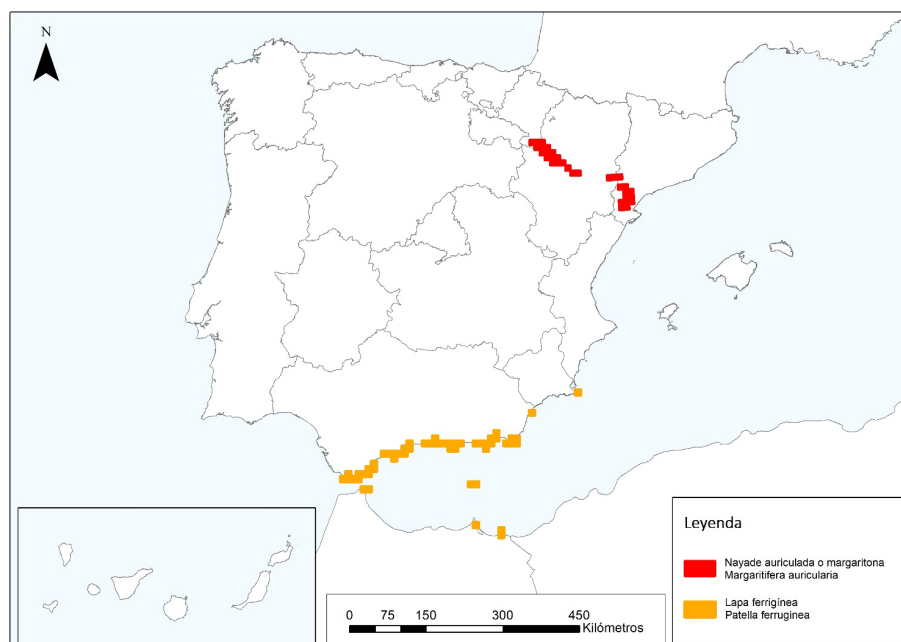 N
Leyenda
Nayade auriculada o margaritona
Margaritifera auricularia
Lapa ferrigínea
Patella ferruginea
0 75 150 300 450
Kilómetros